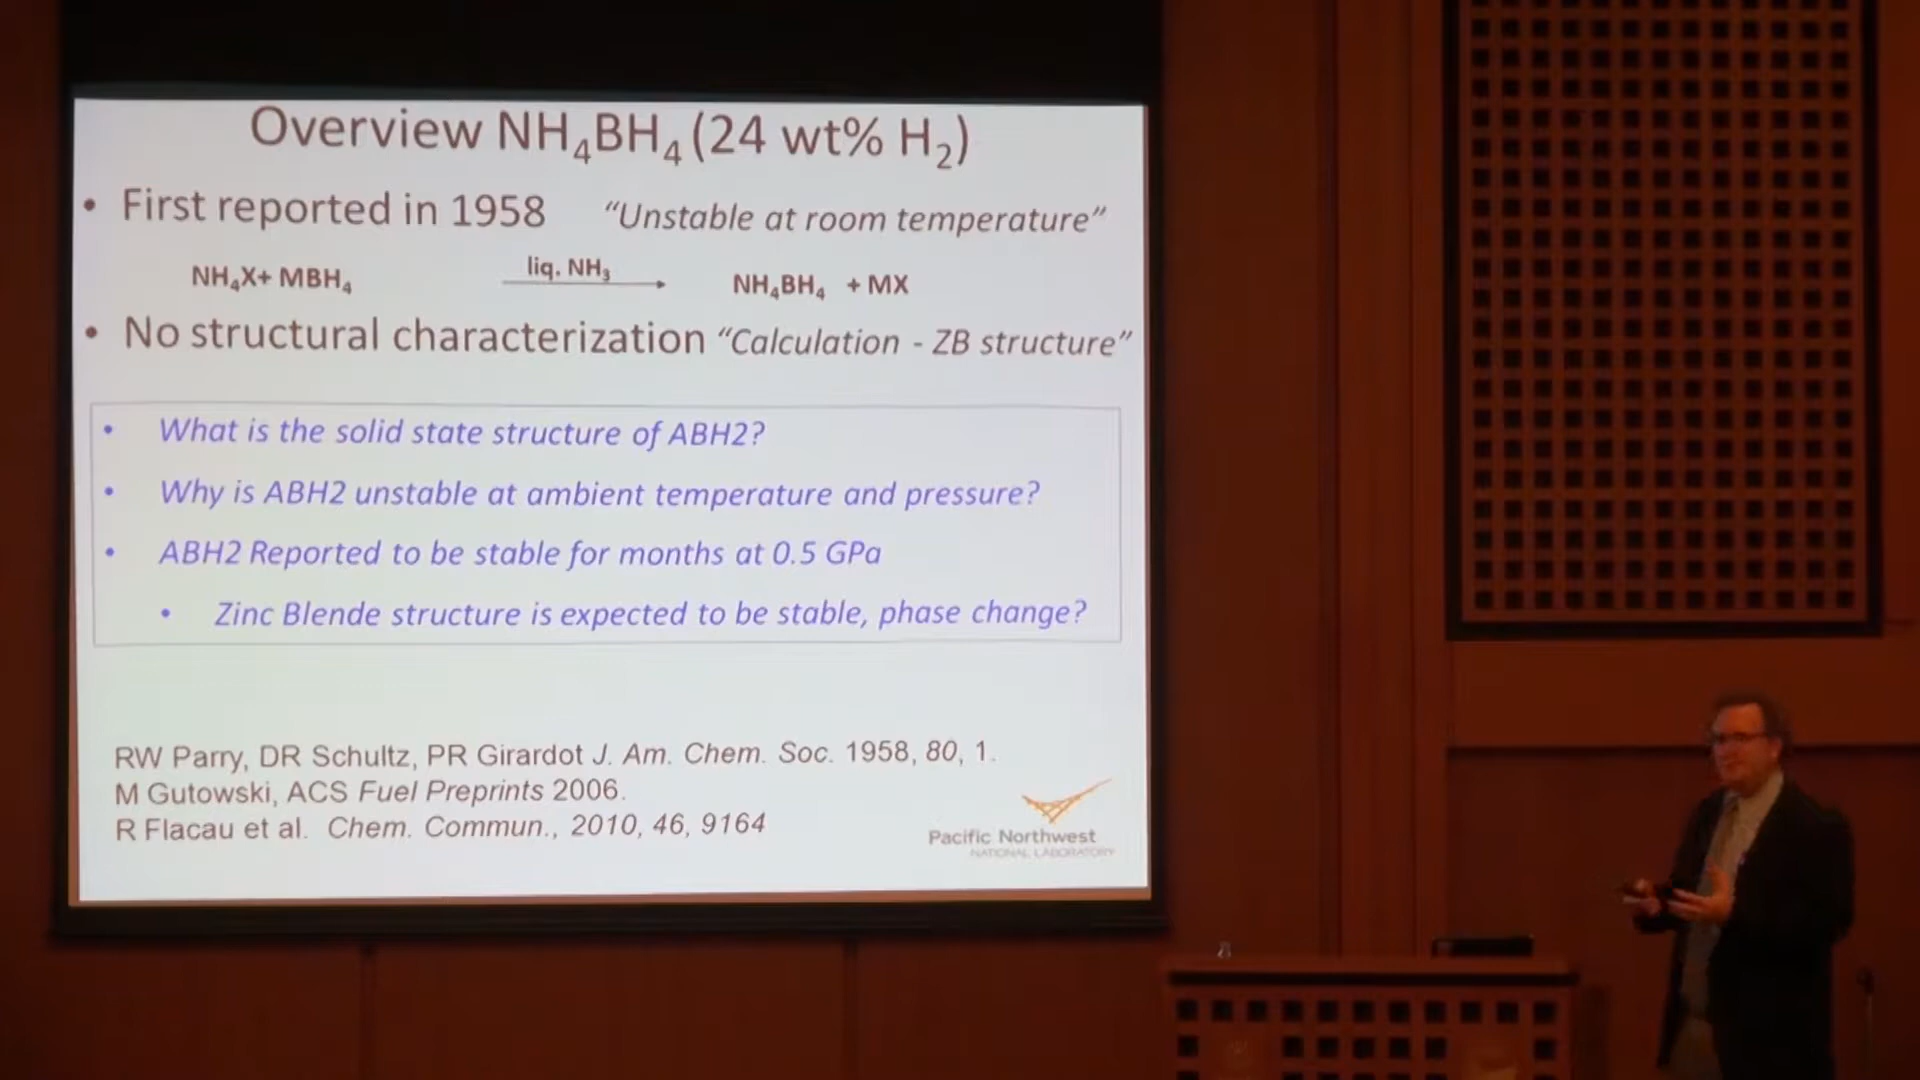 Overview NH₄BH₄ (24 wt% H₂)
• First reported in 1958 “Unstable at room temperature”
NH₄X+ MBH₄ liq. NH₃ NH₄BH₄ + MX
• No structural characterization “Calculation - ZB structure”
• What is the solid state structure of ABH2?
• Why is ABH2 unstable at ambient temperature and pressure?
• ABH2 Reported to be stable for months at 0.5 GPa
• Zinc Blende structure is expected to be stable, phase change?
RW Parry, DR Schultz, PR Girardot J. Am. Chem. Soc. 1958, 80, 1.
M Gutowski, ACS Fuel Preprints 2006.
R Flacau et al. Chem. Commun., 2010, 46, 9164
Pacific Northwest
NATIONAL LABORATORY